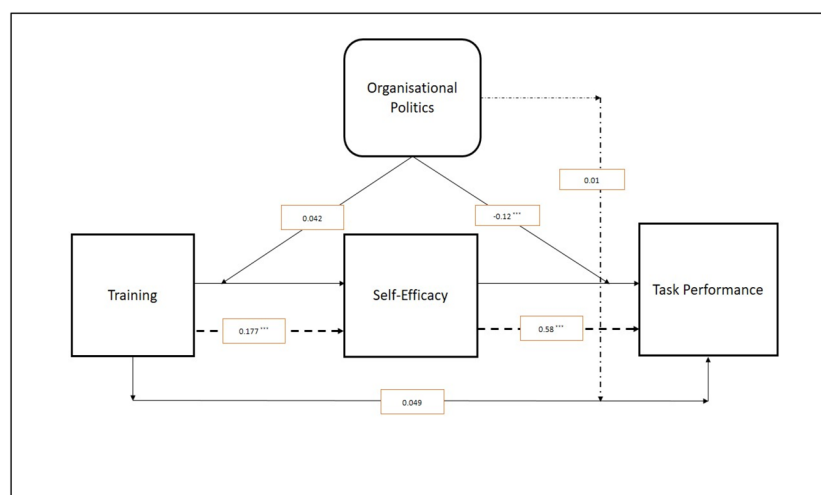 Organisational
Politics
0.01
0.042
-0.12 ***
Training
Self-Efficacy
Task Performance
0.177 ***
0.58 ***
0.049